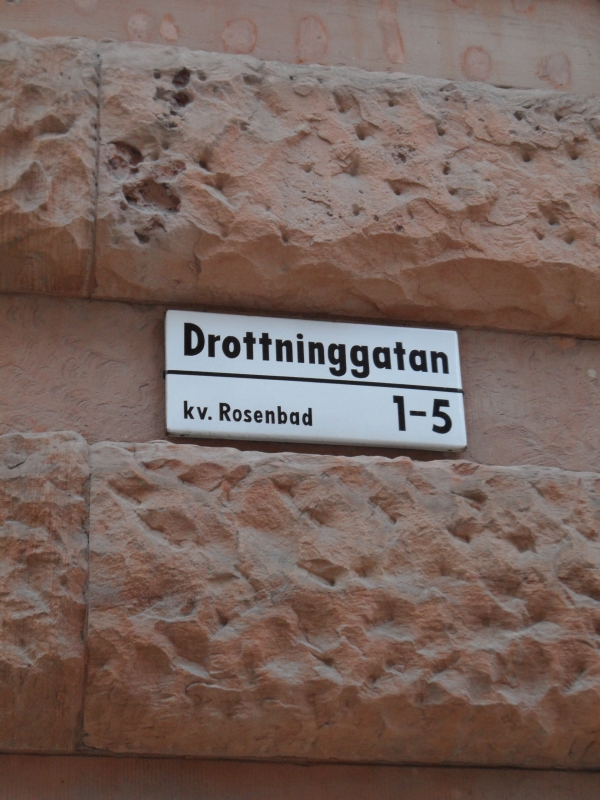 Drottninggatan
kv. Rosenbad 1-5